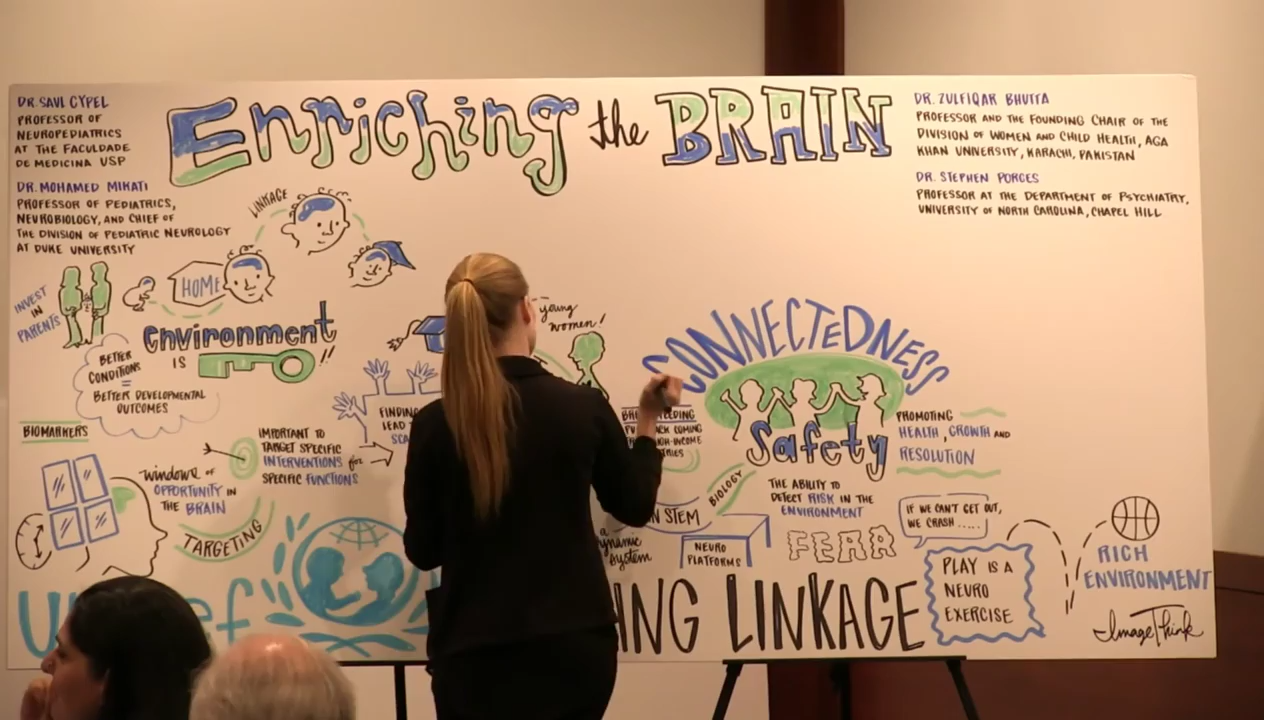 Enriching the BRAIN
DR. SAUL CYPEL
PROFESSOR OF
NEUROPEDIATRICS
AT THE FACULDADE
DE MEDICINA USP
DR. MOHAMED MIKATI
PROFESSOR OF PEDIATRICS,
NEUROBIOLOGY, AND CHIEF OF
THE DIVISION OF PEDIATRIC NEUROLOGY
AT DUKE UNIVERSITY
DR. ZULFIQAR BHUTTA
PROFESSOR AND THE FOUNDING CHAIR OF THE
DIVISION OF WOMEN AND CHILD HEALTH, AGA
KHAN UNIVERSITY, KARACHI, PAKISTAN
DR. STEPHEN PORGES
PROFESSOR AT THE DEPARTMENT OF PSYCHIATRY,
UNIVERSITY OF NORTH CAROLINA, CHAPEL HILL
LINKAGE
HOME
INVEST
IN
PARENTS
environment
IS
!!
BETTER
CONDITIONS
=
BETTER DEVELOPMENTAL
OUTCOMES
BIOMARKERS
windows OF
OPPORTUNITY IN
THE BRAIN
IMPORTANT TO
TARGET SPECIFIC
INTERVENTIONS for
SPECIFIC FUNCTIONS
TARGETING
LEAD
young
women!
CONNECTEDNESS
Safety
PROMOTING
HEALTH, GROWTH AND
RESOLUTION
BIOLOGY
STEM
a
dynamic
system
NEURO
PLATFORMS
THE ABILITY TO
DETECT RISK IN THE
ENVIRONMENT
FEAR
IF WE CAN'T GET OUT,
WE CRASH.....
PLAY IS A
NEURO
EXERCISE
RICH
ENVIRONMENT
LINKAGE
ImageThink